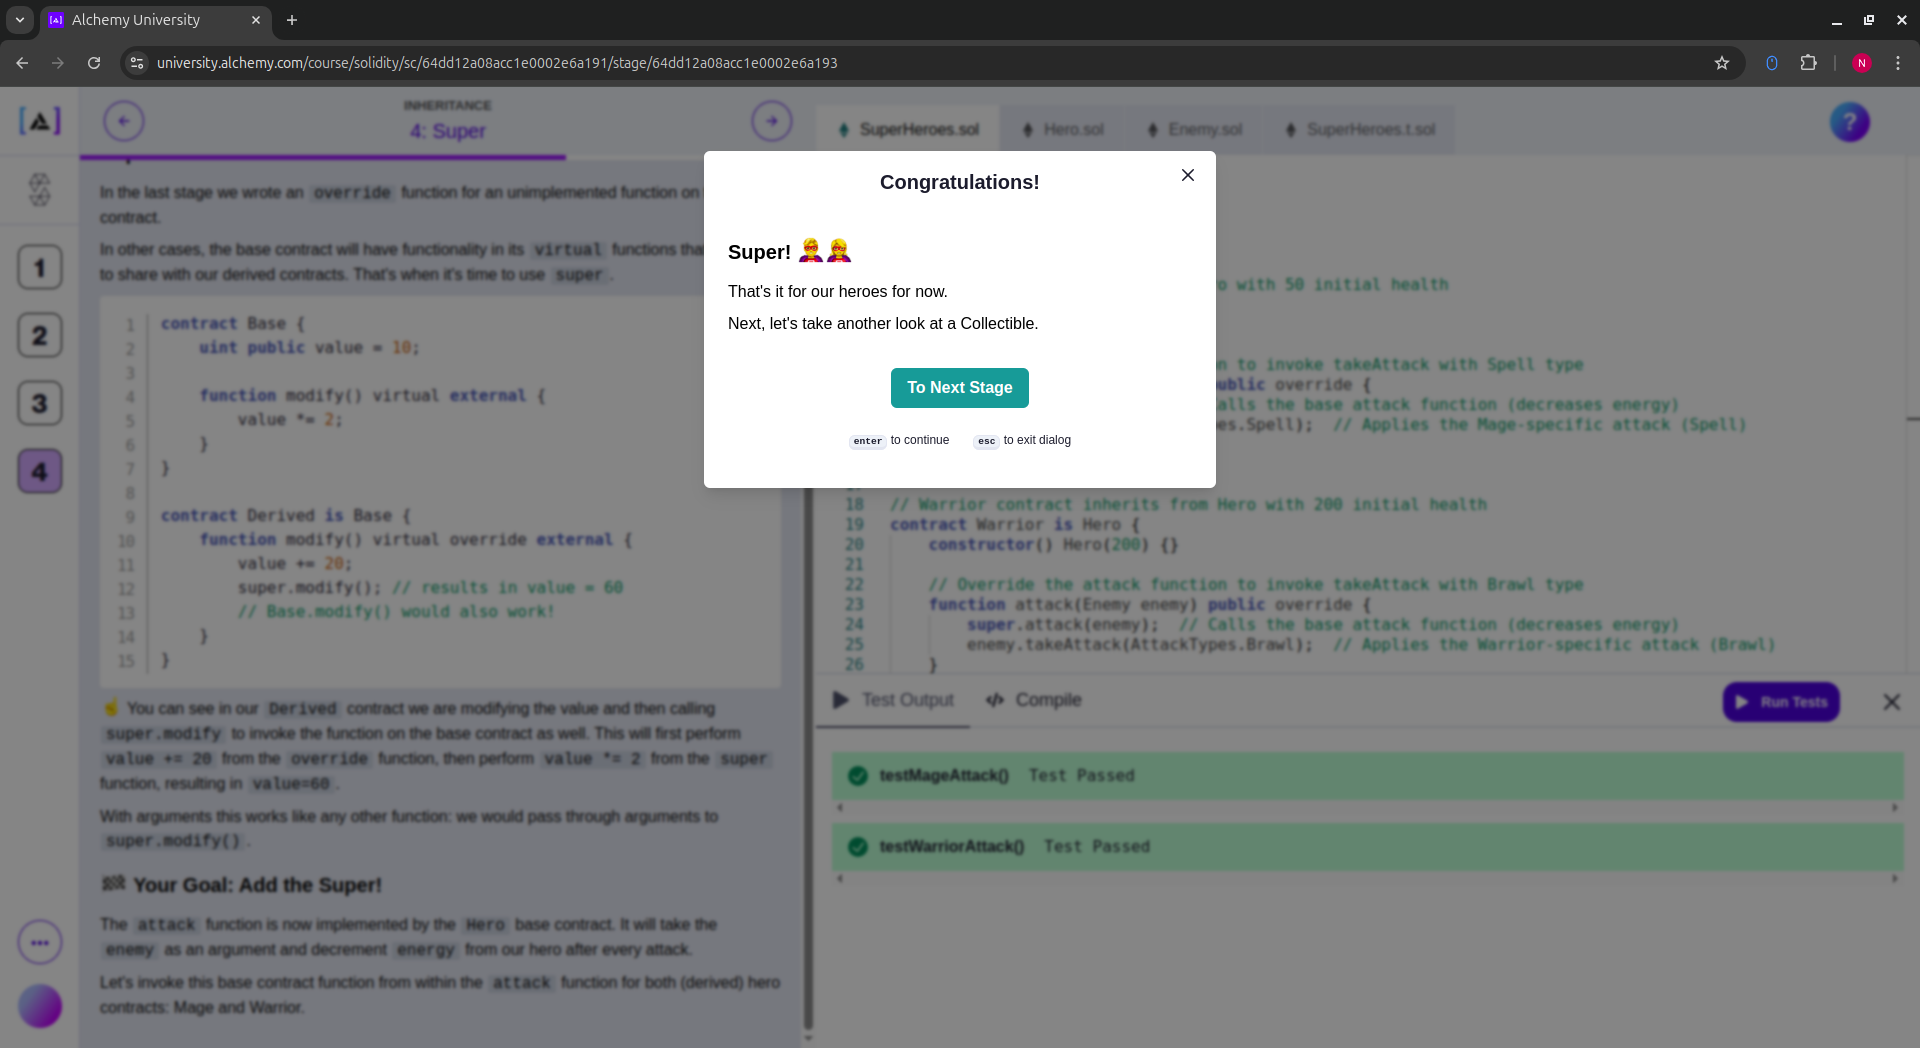 Alchemy University
university.alchemy.com/course/solidity/sc/64dd12a08acc1e0002e6a191/stage/64dd12a08acc1e0002e6a193
N
INHERITANCE
4: Super
SuperHeroes.sol
Hero.sol
Enemy.sol
SuperHeroes.t.sol
?
1
2
3
4
In the last stage we wrote an override function for an unimplemented function on
contract.
In other cases, the base contract will have functionality in its virtual functions
to share with our derived contracts. That's when it's time to use super.
1 contract Base {
2 uint public value = 10;
3
4 function modify() virtual external {
5 value *= 2;
6 }
7 }
8
9 contract Derived is Base {
10 function modify() virtual override external {
11 value += 20;
12 super.modify(); // results in value = 60
13 // Base.modify() would also work!
14 }
15 }
☝️ You can see in our Derived contract we are modifying the value and then calling
super.modify to invoke the function on the base contract as well. This will first perform
value += 20 from the override function, then perform value *= 2 from the super
function, resulting in value=60.
With arguments this works like any other function: we would pass through arguments to
super.modify().
🏁 Your Goal: Add the Super!
The attack function is now implemented by the Hero base contract. It will take the
enemy as an argument and decrement energy from our hero after every attack.
Let's invoke this base contract function from within the attack function for both (derived) hero
contracts: Mage and Warrior.
Congratulations!
Super! 🦸🦸
That's it for our heroes for now.
Next, let's take another look at a Collectible.
To Next Stage
enter to continue
esc to exit dialog
with 50 initial health
to invoke takeAttack with Spell type
public override {
Calls the base attack function (decreases energy)
.Spell); // Applies the Mage-specific attack (Spell)
18 // Warrior contract inherits from Hero with 200 initial health
19 contract Warrior is Hero {
20 constructor() Hero(200) {}
21
22 // Override the attack function to invoke takeAttack with Brawl type
23 function attack(Enemy enemy) public override {
24 super.attack(enemy); // Calls the base attack function (decreases energy)
25 enemy.takeAttack(AttackTypes.Brawl); // Applies the Warrior-specific attack (Brawl)
26 }
Test Output
Compile
Run Tests
testMageAttack() Test Passed
testWarriorAttack() Test Passed